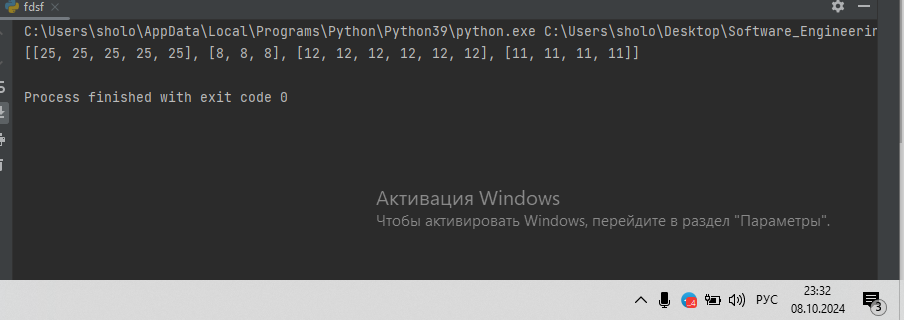 fdsf
C:\Users\sholo\AppData\Local\Programs\Python\Python39\python.exe C:\Users\sholo\Desktop\Software_Engineerin
[[25, 25, 25, 25, 25], [8, 8, 8], [12, 12, 12, 12, 12, 12], [11, 11, 11, 11]]
Process finished with exit code 0
Активация Windows
Чтобы активировать Windows, перейдите в раздел "Параметры".
23:32
РУС
08.10.2024
3